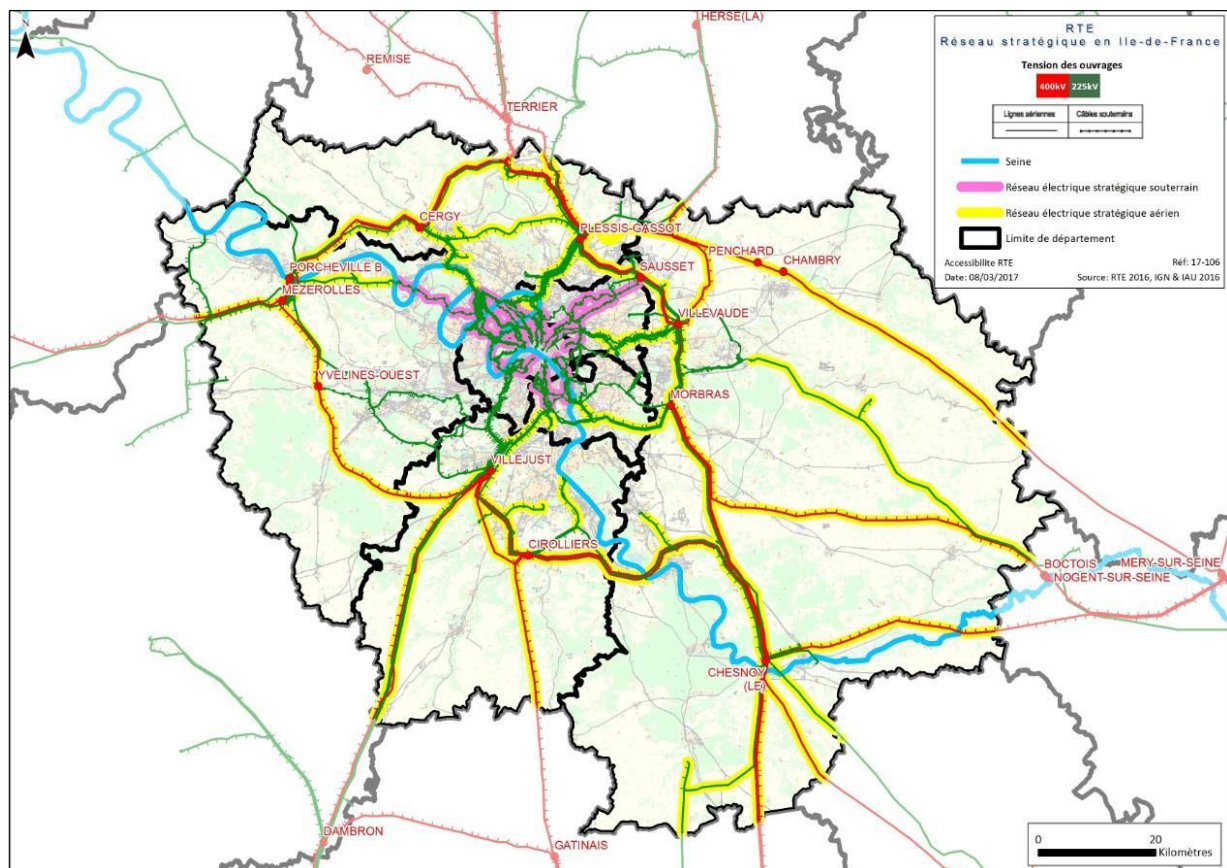 N
HERSE(LA)
REMISE
TERRIER
CERGY
PLESSIS-GASSOT
PENCHARD
CHAMBRY
SAUSSET
PORCHEVILLE B
MEZEROLLES
VILLEVAUDE
YVELINES-OUEST
MORBRAS
VILLEJUST
CIROLLIERS
BOCTOIS
MERY-SUR-SEINE
NOGENT-SUR-SEINE
CHESNOY
(LE)
DAMBRON
GATINAIS
RTE
Réseau stratégique en Ile-de-France
Tension des ouvrages
400kV 225kV
Lignes aériennes Câbles souterrains
Seine
Réseau électrique stratégique souterrain
Réseau électrique stratégique aérien
Limite de département
Accessibilite RTE Réf: 17-106
Date: 08/03/2017 Source: RTE 2016, IGN & IAU 2016
0 20
Kilomètres